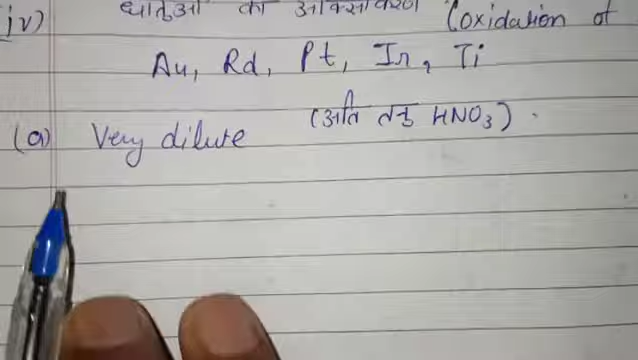 (iv) धातुओं का ऑक्सीकरण (oxidation of
Au, Rd, Pt, Ir, Ti
(a) Very dilute (अति तनु HNO3).